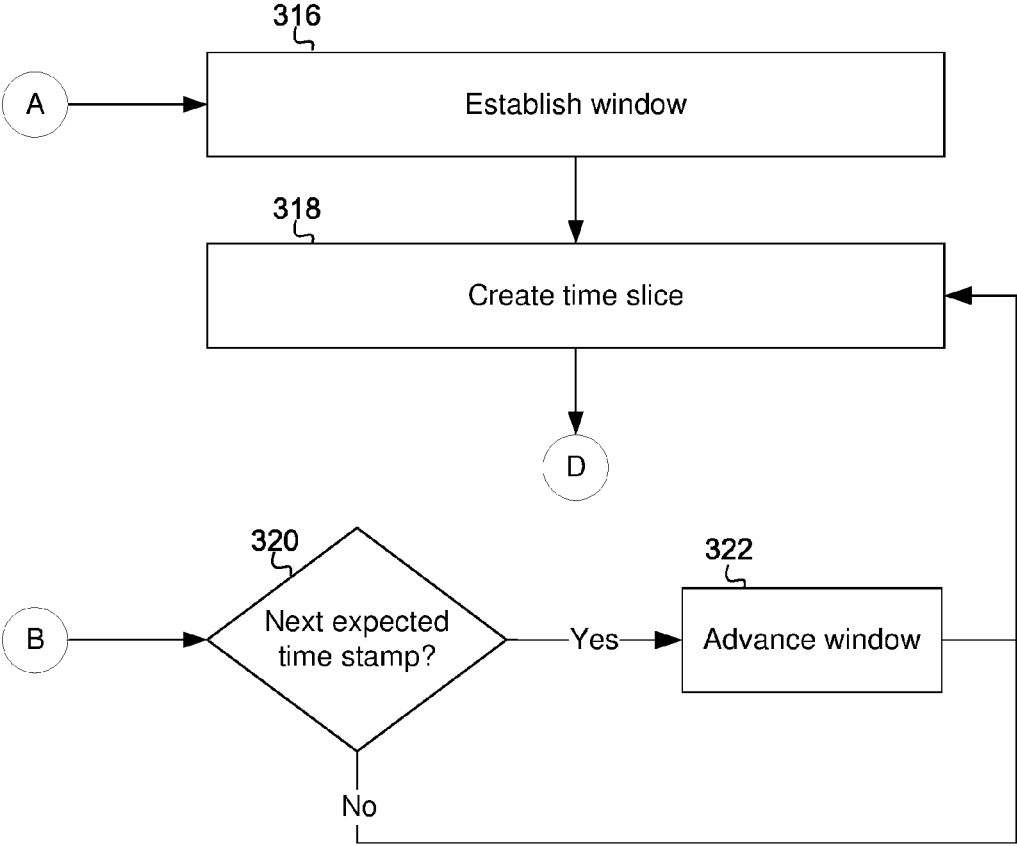 316
A
Establish window
318
Create time slice
D
320
322
B
Next expected
time stamp?
Yes
Advance window
No